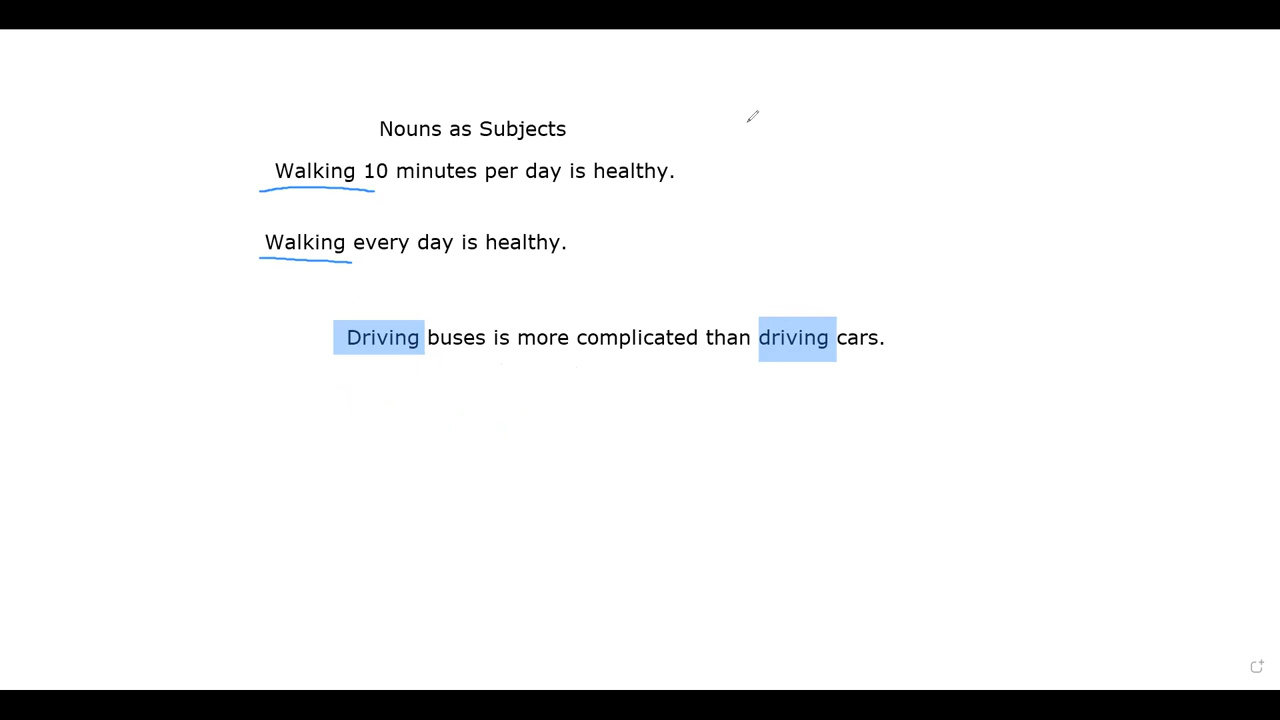 Nouns as Subjects
Walking 10 minutes per day is healthy.
Walking every day is healthy.
Driving buses is more complicated than driving cars.